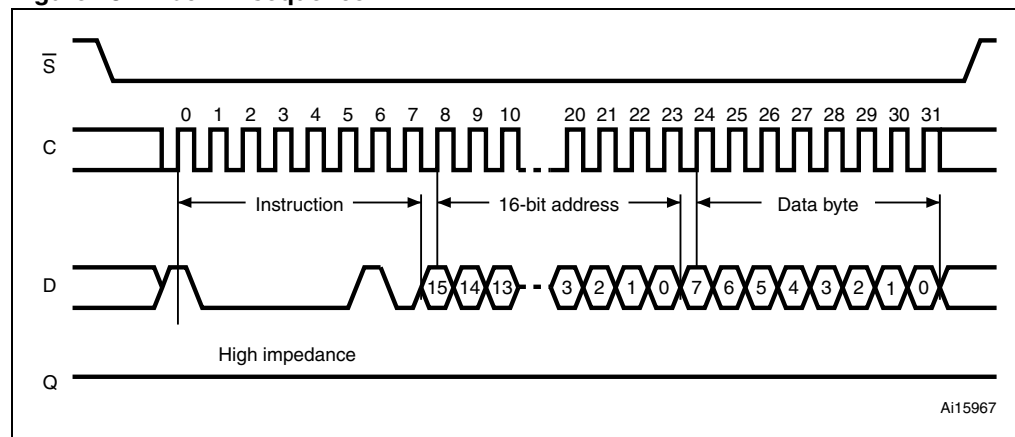 S
0 1 2 3 4 5 6 7 8 9 10 20 21 22 23 24 25 26 27 28 29 30 31
C
Instruction 16-bit address Data byte
D
15 14 13 3 2 1 0 7 6 5 4 3 2 1 0
High impedance
Q
Ai15967